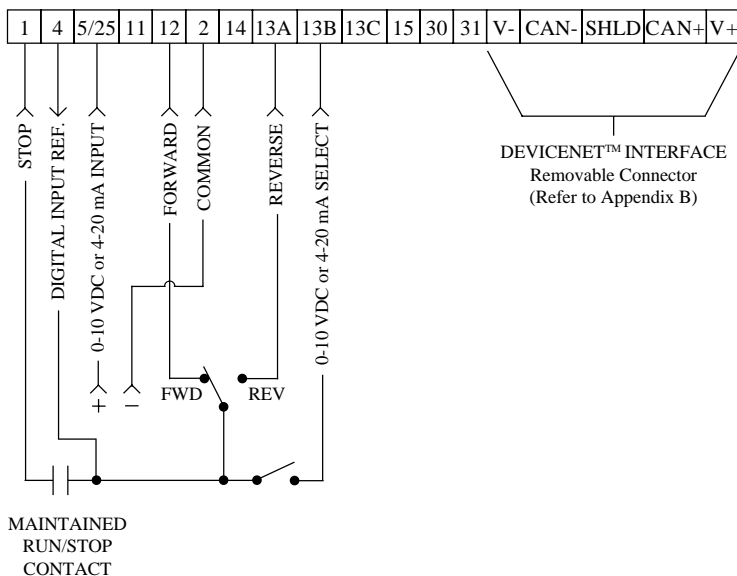 1 4 5/25 11 12 2 14 13A 13B 13C 15 30 31 V- CAN- SHLD CAN+ V+
STOP
DIGITAL INPUT REF.
0-10 VDC or 4-20 mA INPUT
FORWARD
COMMON
REVERSE
0-10 VDC or 4-20 mA SELECT
DEVICENET™ INTERFACE
Removable Connector
(Refer to Appendix B)
+ −
FWD REV
MAINTAINED
RUN/STOP
CONTACT